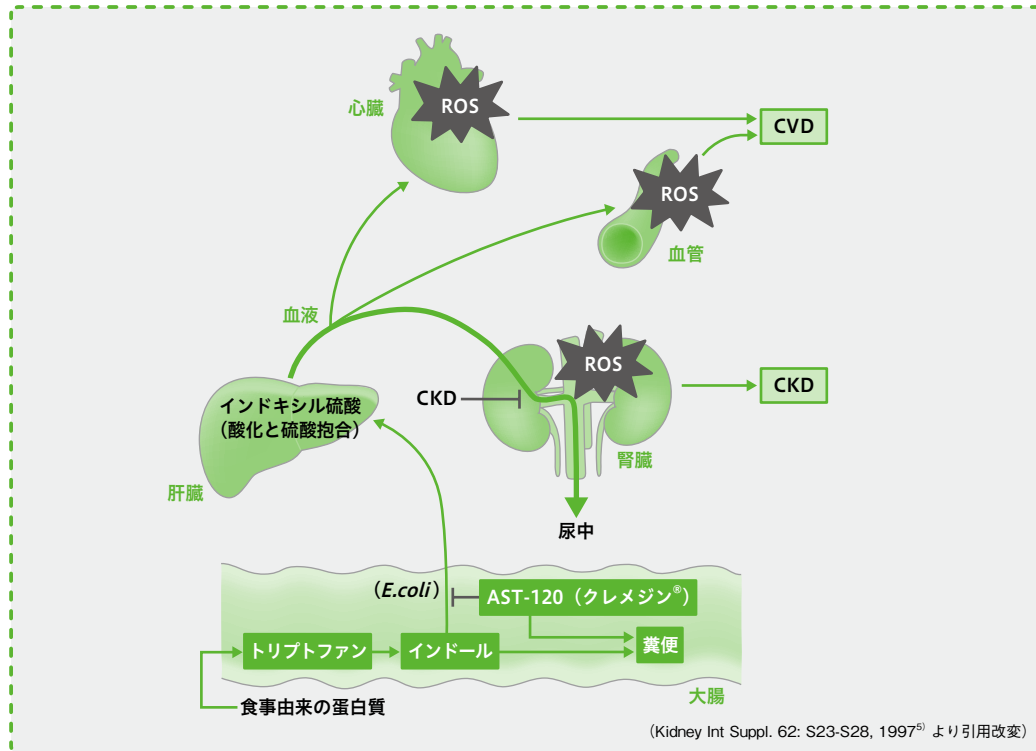 心臓
ROS
CVD
ROS
血管
血液
ROS
CKD
CKD
インドキシル硫酸
（酸化と硫酸抱合）
腎臓
肝臓
尿中
（E.coli）
AST-120（クレメジン®）
トリプトファン
インドール
糞便
大腸
食事由来の蛋白質
（Kidney Int Suppl. 62: S23-S28, 1997⁵⁾ より引用改変）